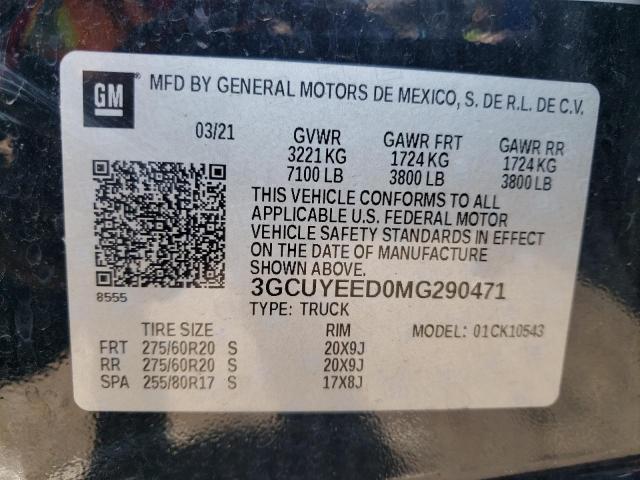 GM MFD BY GENERAL MOTORS DE MEXICO, S. DE R.L. DE C.V.
03/21 GVWR GAWR FRT GAWR RR
3221 KG 1724 KG 1724 KG
7100 LB 3800 LB 3800 LB
THIS VEHICLE CONFORMS TO ALL
APPLICABLE U.S. FEDERAL MOTOR
VEHICLE SAFETY STANDARDS IN EFFECT
ON THE DATE OF MANUFACTURE
SHOWN ABOVE.
8555 3GCUYEED0MG290471
TYPE: TRUCK
TIRE SIZE RIM MODEL: 01CK10543
FRT 275/60R20 S 20X9J
RR 275/60R20 S 20X9J
SPA 255/80R17 S 17X8J